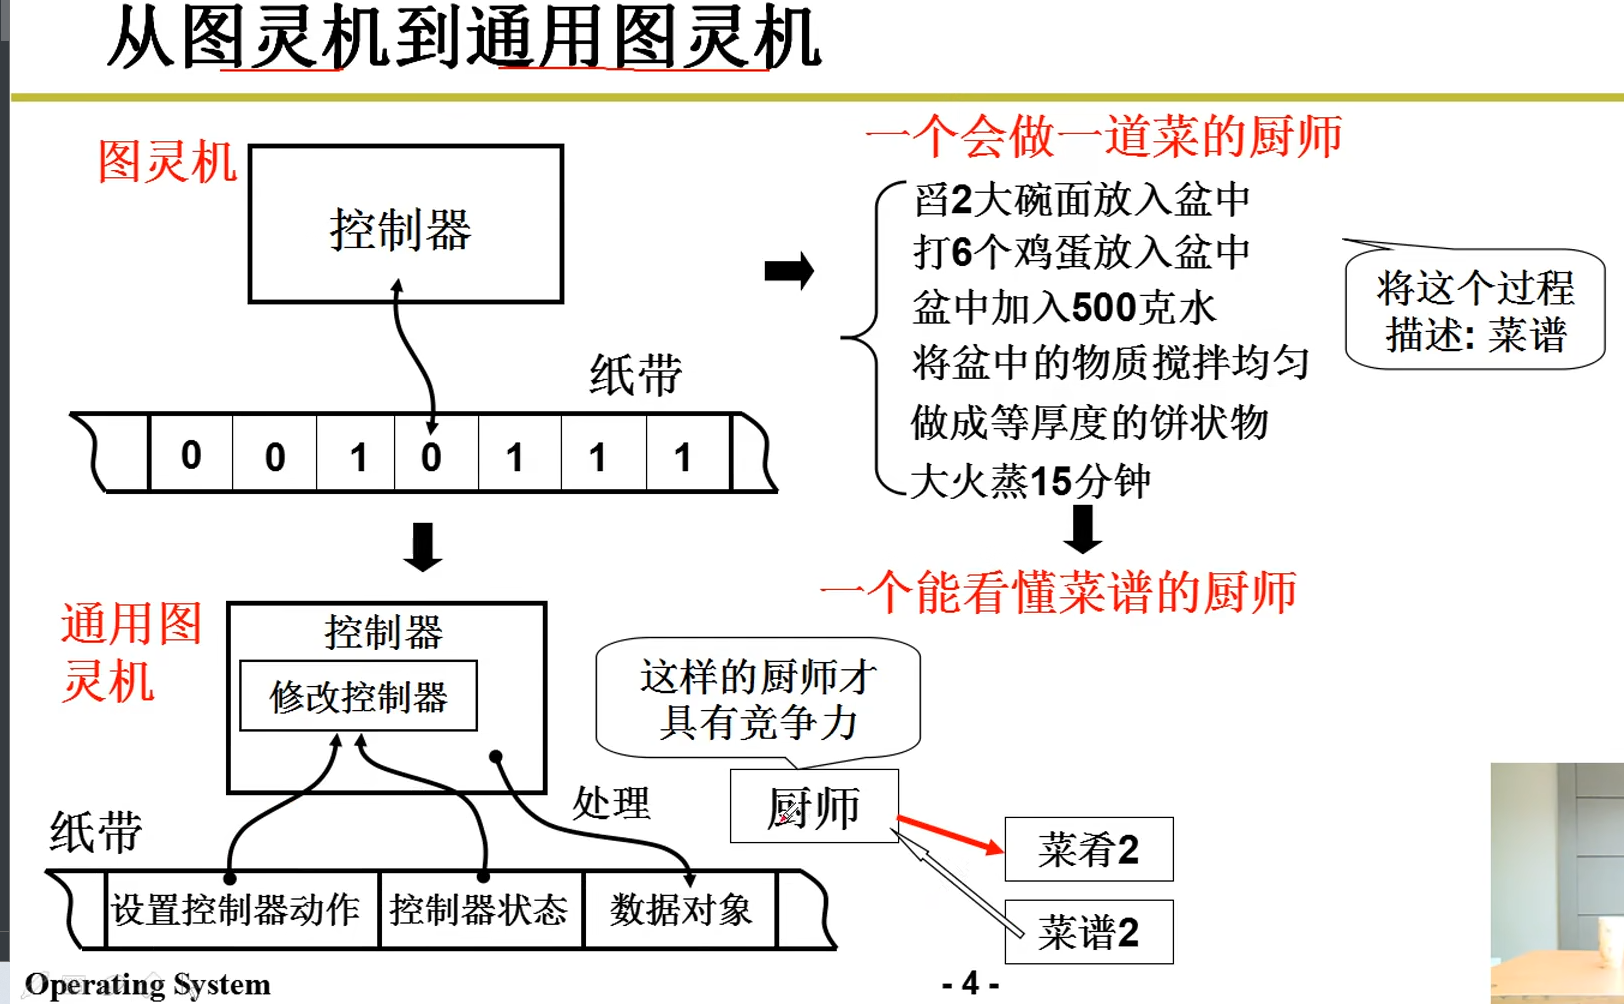 从图灵机到通用图灵机
图灵机
控制器
纸带
0 0 1 0 1 1 1
一个会做一道菜的厨师
舀2大碗面放入盆中
打6个鸡蛋放入盆中
盆中加入500克水
将盆中的物质搅拌均匀
做成等厚度的饼状物
大火蒸15分钟
将这个过程
描述: 菜谱
一个能看懂菜谱的厨师
通用图
灵机
控制器
修改控制器
处理
纸带
设置控制器动作 控制器状态 数据对象
这样的厨师才
具有竞争力
厨师
菜肴2
菜谱2
Operating System
- 4 -